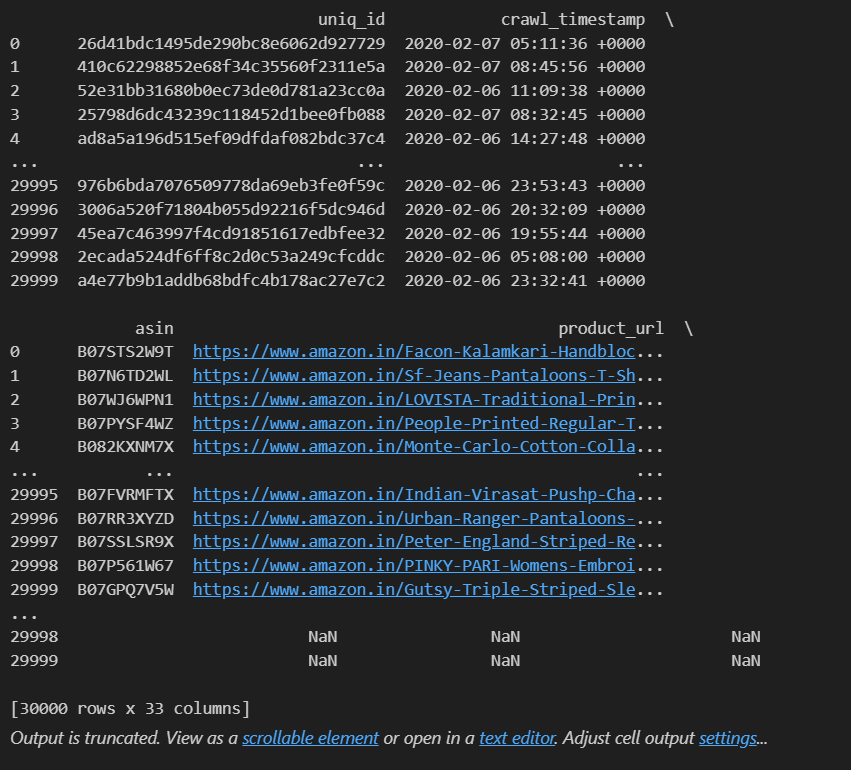 uniq_id crawl_timestamp \
0 26d41bdc1495de290bc8e6062d927729 2020-02-07 05:11:36 +0000
1 410c62298852e68f34c35560f2311e5a 2020-02-07 08:45:56 +0000
2 52e31bb31680b0ec73de0d781a23cc0a 2020-02-06 11:09:38 +0000
3 25798d6dc43239c118452d1bee0fb088 2020-02-07 08:32:45 +0000
4 ad8a5a196d515ef09dfdaf082bdc37c4 2020-02-06 14:27:48 +0000
... ... ...
29995 976b6bda7076509778da69eb3fe0f59c 2020-02-06 23:53:43 +0000
29996 3006a520f71804b055d92216f5dc946d 2020-02-06 20:32:09 +0000
29997 45ea7c463997f4cd91851617edbfee32 2020-02-06 19:55:44 +0000
29998 2ecada524df6ff8c2d0c53a249cfcddc 2020-02-06 05:08:00 +0000
29999 a4e77b9b1addb68bdfc4b178ac27e7c2 2020-02-06 23:32:41 +0000
asin product_url \
0 B07STS2W9T https://www.amazon.in/Facon-Kalamkari-Handbloc...
1 B07N6TD2WL https://www.amazon.in/Sf-Jeans-Pantaloons-T-Sh...
2 B07WJ6WPN1 https://www.amazon.in/LOVISTA-Traditional-Prin...
3 B07PYSF4WZ https://www.amazon.in/People-Printed-Regular-T...
4 B082KXNM7X https://www.amazon.in/Monte-Carlo-Cotton-Colla...
... ... ...
29995 B07FVRMFTX https://www.amazon.in/Indian-Virasat-Pushp-Cha...
29996 B07RR3XYZD https://www.amazon.in/Urban-Ranger-Pantaloons-...
29997 B07SSLSR9X https://www.amazon.in/Peter-England-Striped-Re...
29998 B07P561W67 https://www.amazon.in/PINKY-PARI-Womens-Embroi...
29999 B07GPQ7V5W https://www.amazon.in/Gutsy-Triple-Striped-Sle...
...
29998 NaN NaN NaN
29999 NaN NaN NaN
[30000 rows x 33 columns]
Output is truncated. View as a scrollable element or open in a text editor. Adjust cell output settings...